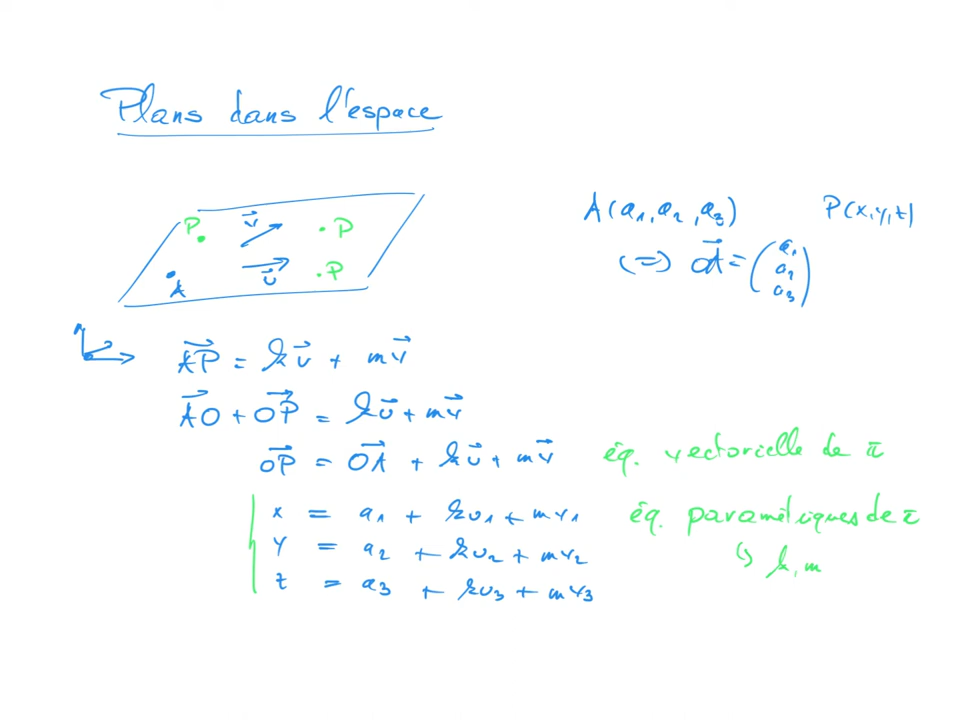 Plans dans l'espace
A(a₁, a₂, a₃) P(x, y, z)
P v⃗ P
(⇔) OA⃗ = (a₁ a₂ a₃)
A u⃗ P
AP⃗ = ku⃗ + mv⃗
AO⃗ + OP⃗ = ku⃗ + mv⃗
OP⃗ = OA⃗ + ku⃗ + mv⃗ éq. vectorielle de π
x = a₁ + ku₁ + mv₁ éq. paramétriques de π
y = a₂ + ku₂ + mv₂ ↳ k, m
z = a₃ + ku₃ + mv₃